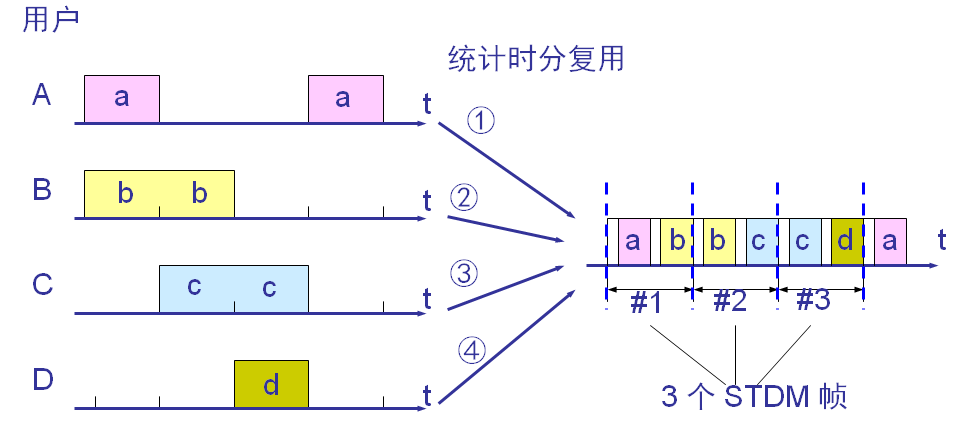 用户
统计时分复用
A a a t ①
B b b t ②
C c c t ③
D d t ④
a b b c c d a t
#1 #2 #3
3 个 STDM 帧